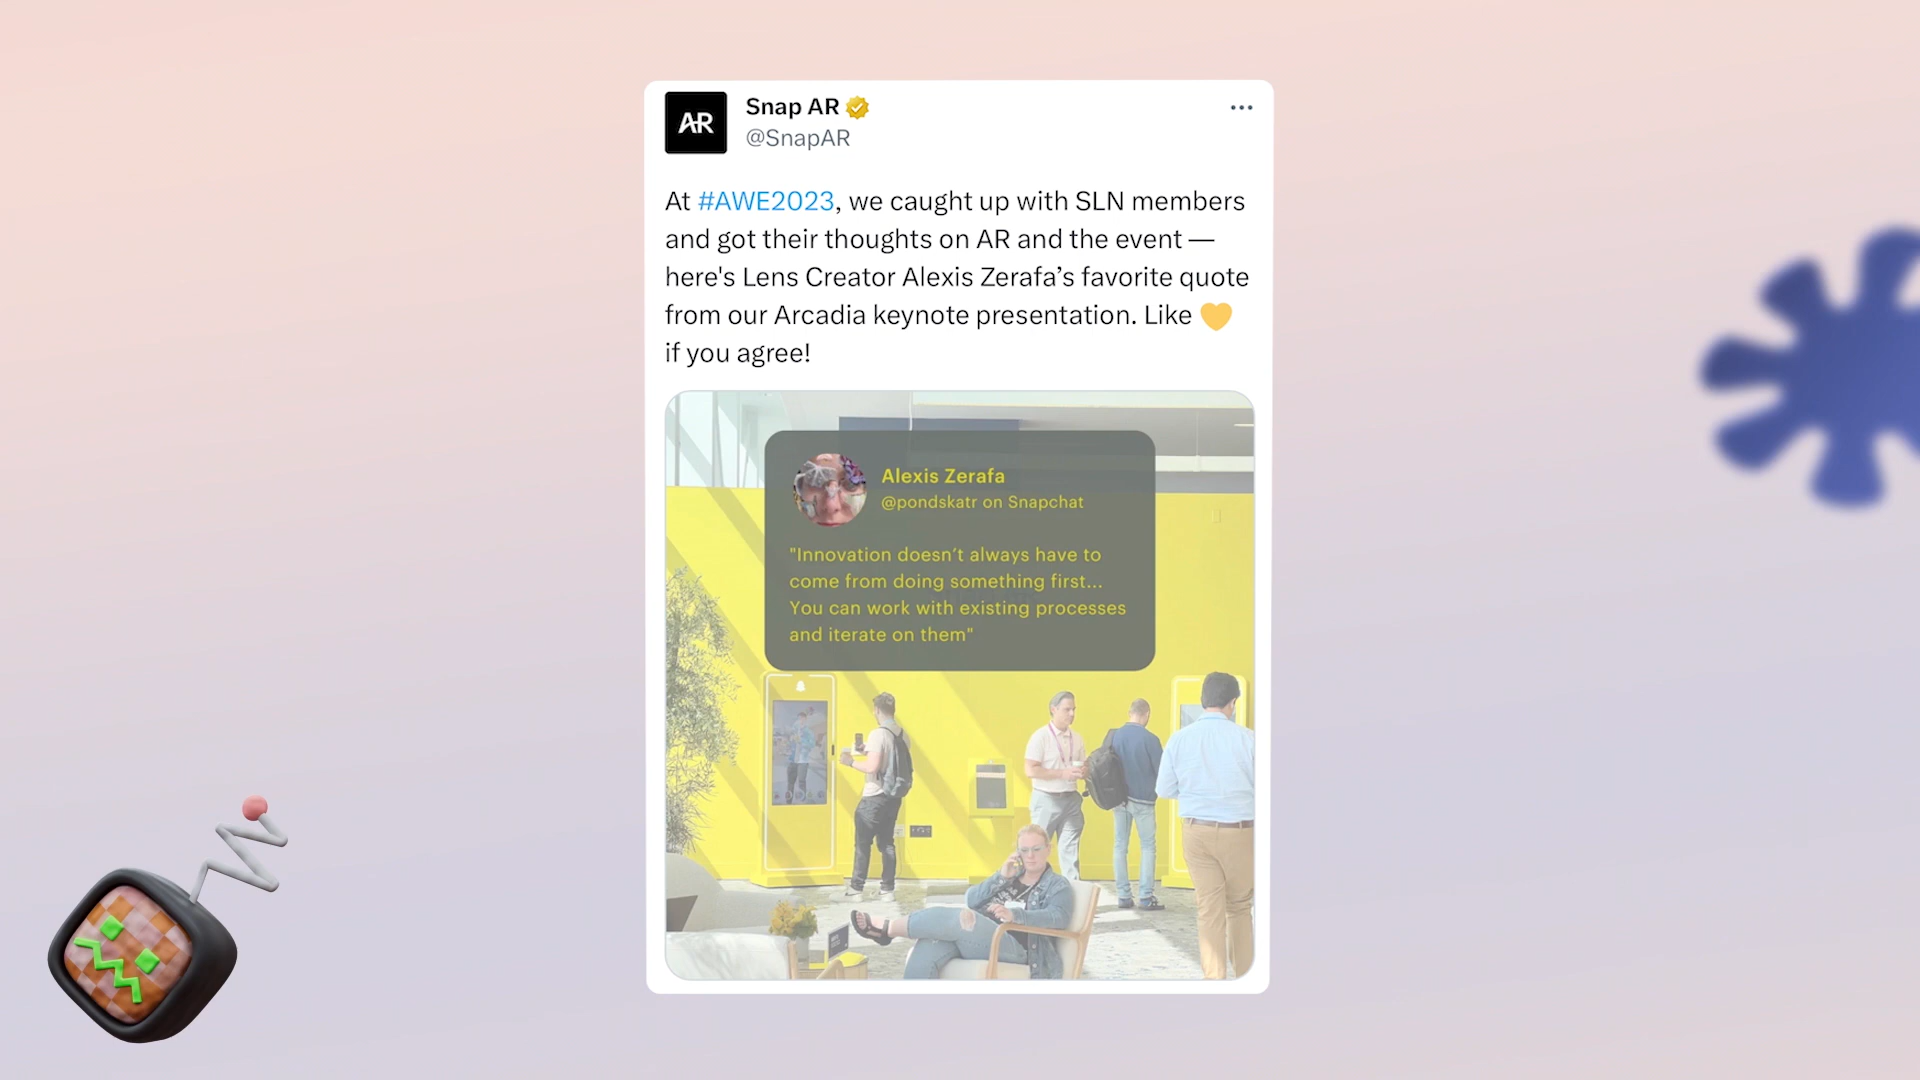 AR
Snap AR
@SnapAR
At #AWE2023, we caught up with SLN members
and got their thoughts on AR and the event —
here's Lens Creator Alexis Zerafa’s favorite quote
from our Arcadia keynote presentation. Like 💛
if you agree!
Alexis Zerafa
@pondskatr on Snapchat
"Innovation doesn’t always have to
come from doing something first...
You can work with existing processes
and iterate on them"